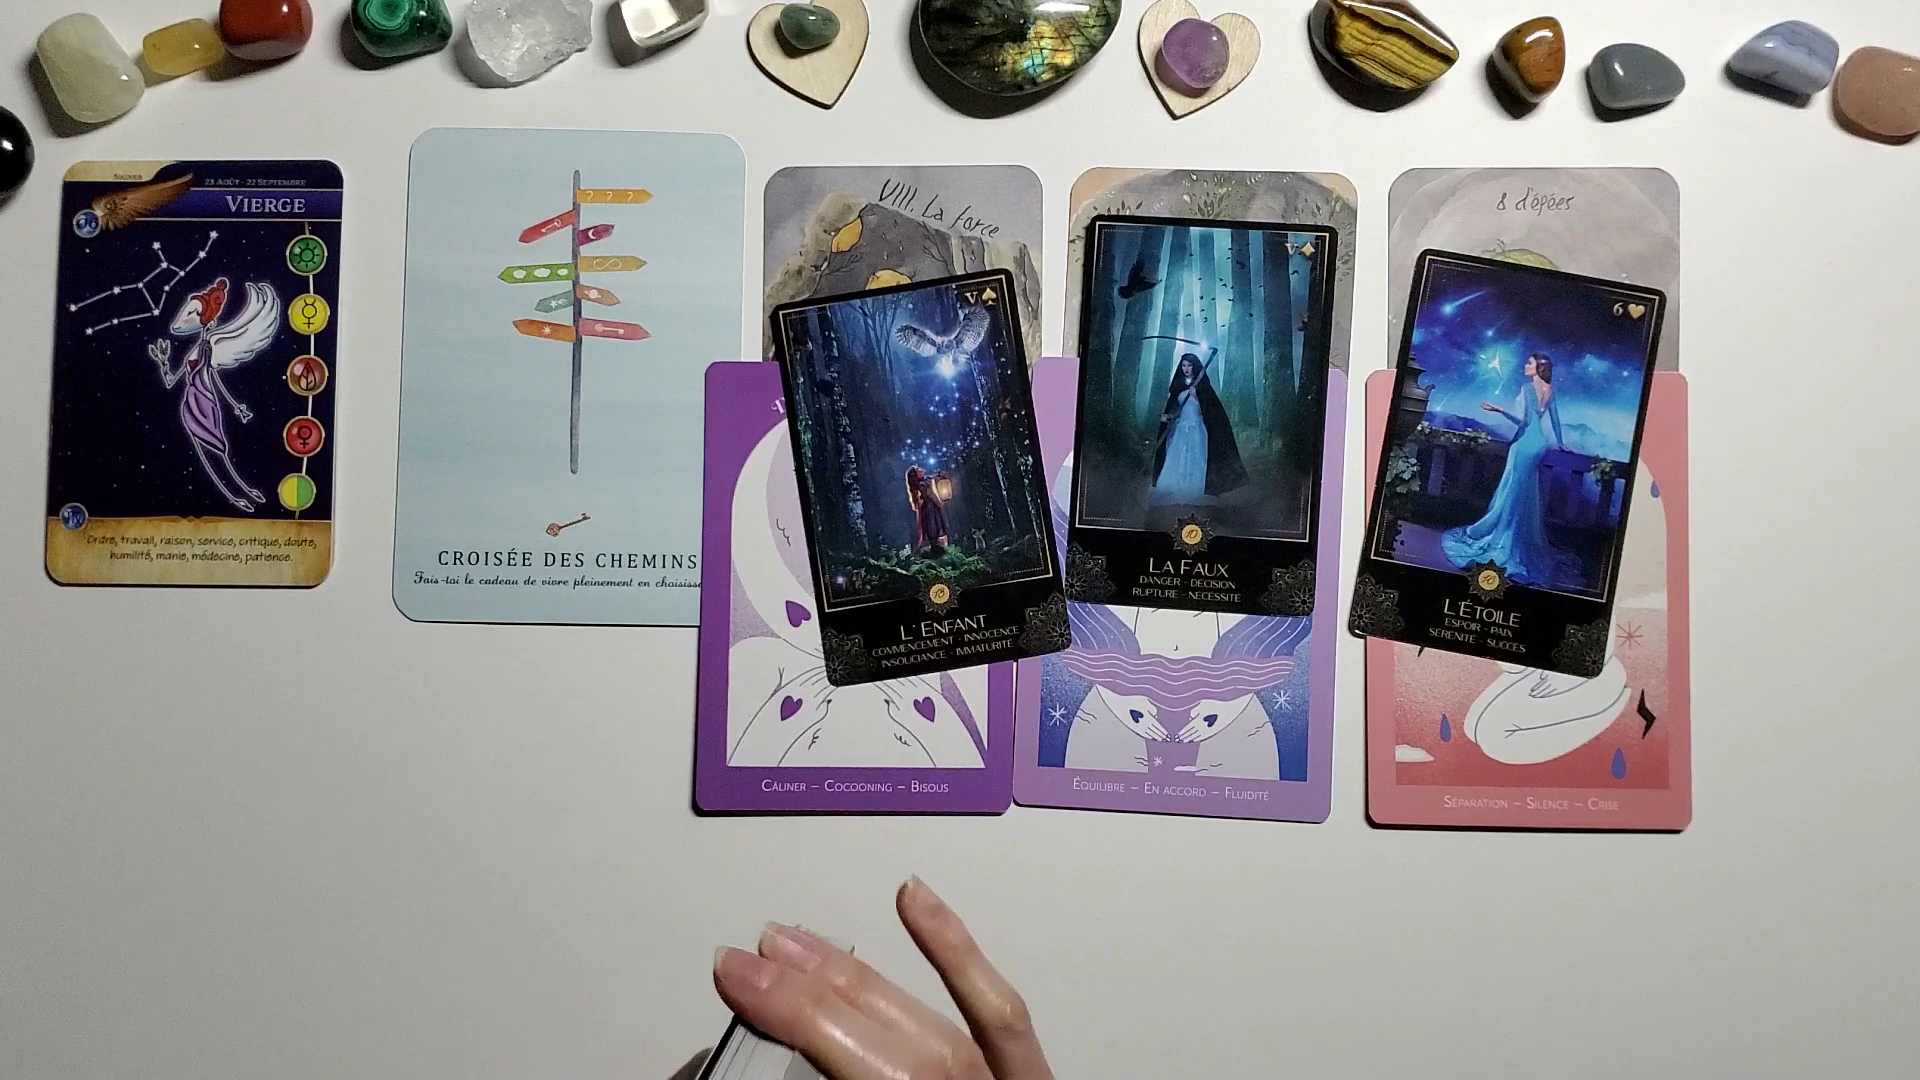 SIGNES
23 AOÛT - 22 SEPTEMBRE
VIERGE
Ordre, travail, raison, service, critique, doute,
humilité, manie, médecine, patience.
? ? ?
CROISÉE DES CHEMINS
Fais-toi le cadeau de vivre pleinement en choisiss
VIII. La force
V
L'ENFANT
COMMENCEMENT - INNOCENCE
INSOUCIANCE - IMMATURITÉ
CÂLINER – COCOONING – BISOUS
V
10
LA FAUX
DANGER - DÉCISION
RUPTURE - NÉCESSITÉ
ÉQUILIBRE – EN ACCORD – FLUIDITÉ
8 d'épées
6
L'ÉTOILE
ESPOIR - PAIX
SÉRÉNITÉ - SUCCÈS
SÉPARATION – SILENCE – CRISE